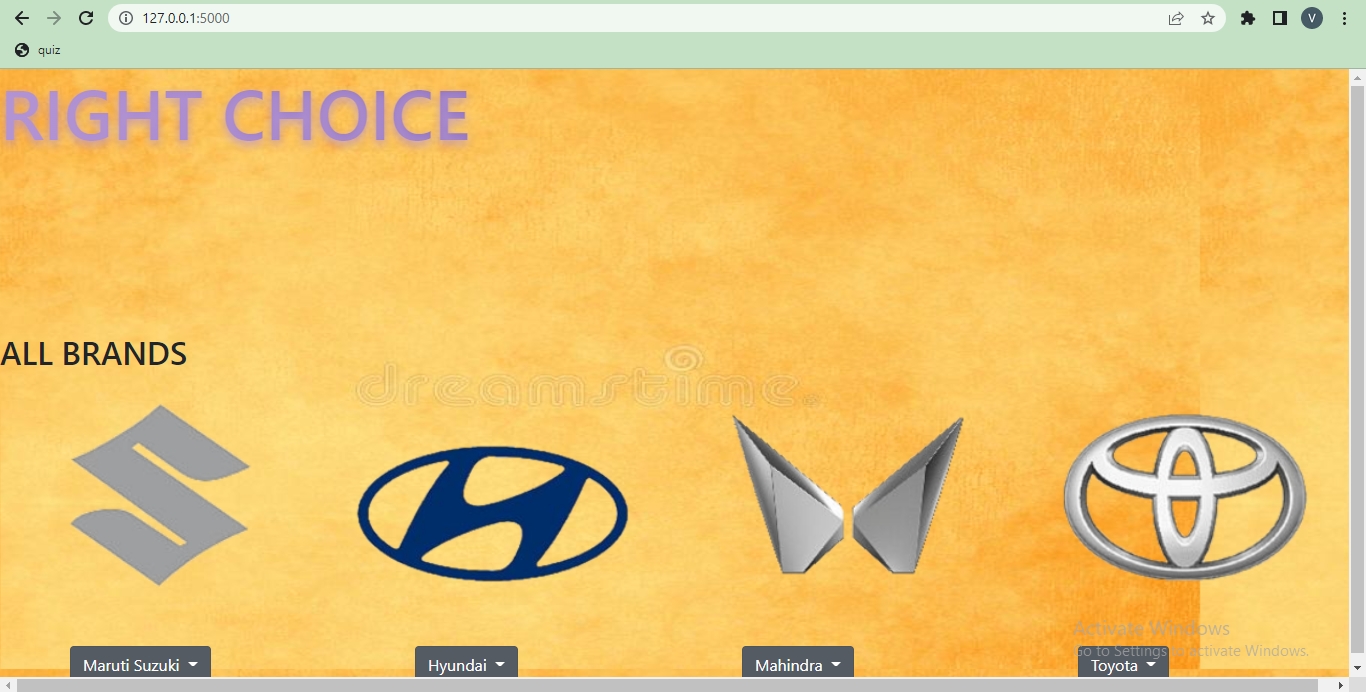 127.0.0.1:5000
V
quiz
RIGHT CHOICE
ALL BRANDS
dreamstime
Activate Windows
Go to Settings to activate Windows.
Maruti Suzuki
Hyundai
Mahindra
Toyota